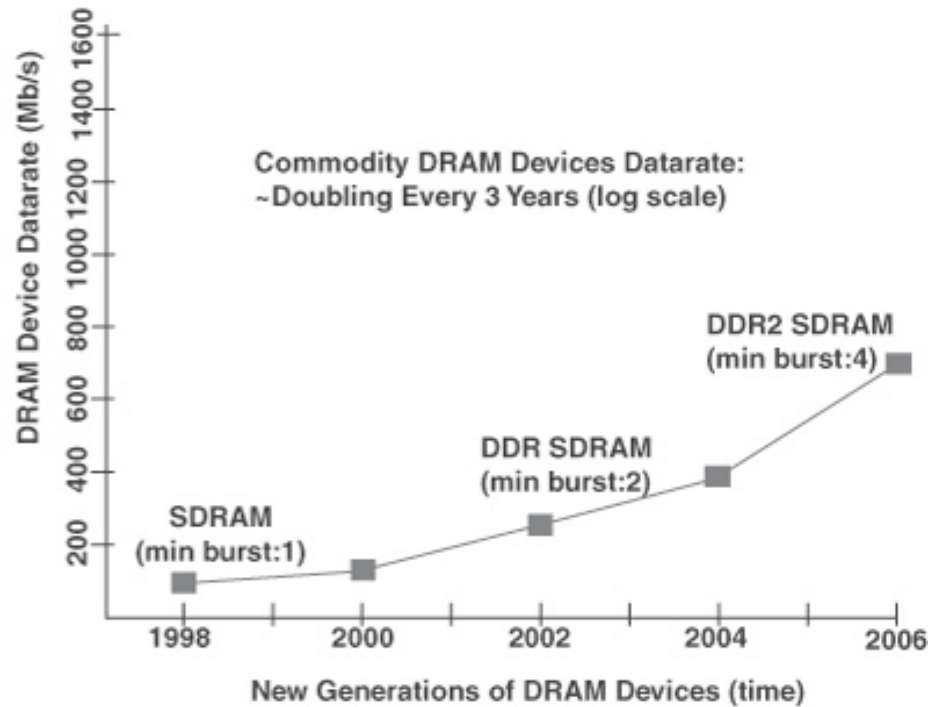 DRAM Device Datarate (Mb/s)
1600
1400
1200
1000
800
600
400
200
Commodity DRAM Devices Datarate:
~Doubling Every 3 Years (log scale)
DDR2 SDRAM
(min burst:4)
DDR SDRAM
(min burst:2)
SDRAM
(min burst:1)
1998 2000 2002 2004 2006
New Generations of DRAM Devices (time)